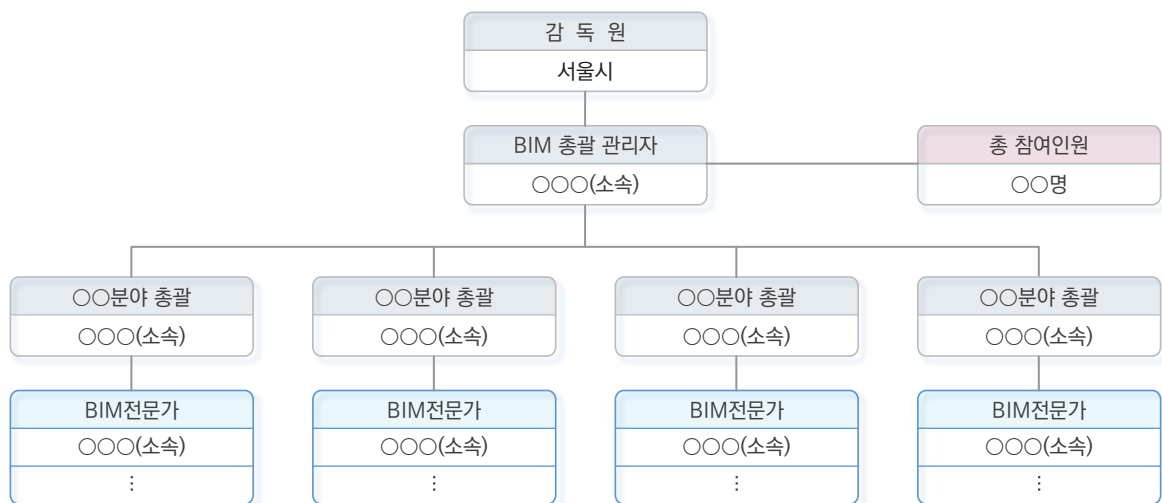 감 독 원
서울시
BIM 총괄 관리자
○○○(소속)
총 참여인원
○○명
○○분야 총괄
○○○(소속)
○○분야 총괄
○○○(소속)
○○분야 총괄
○○○(소속)
○○분야 총괄
○○○(소속)
BIM전문가
○○○(소속)
⋮
BIM전문가
○○○(소속)
⋮
BIM전문가
○○○(소속)
⋮
BIM전문가
○○○(소속)
⋮